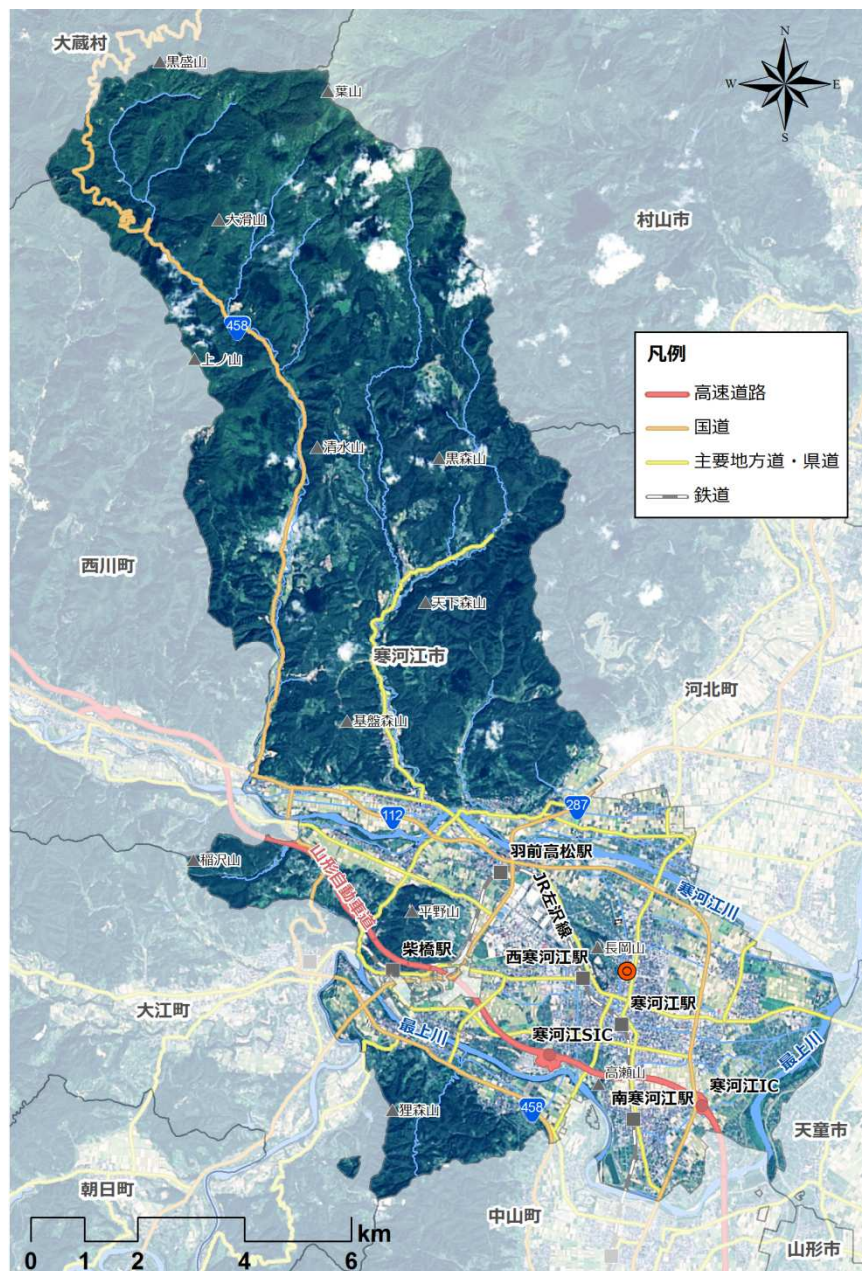 大蔵村
黒盛山
葉山
N
W
E
S
大滑山
村山市
458
上ノ山
凡例
高速道路
国道
主要地方道・県道
鉄道
清水山
黒森山
西川町
天下森山
寒河江市
河北町
基盤森山
287
112
羽前高松駅
稲沢山
山形自動車道
JR左沢線
寒河江川
平野山
長岡山
柴橋駅
西寒河江駅
大江町
寒河江駅
最上川
寒河江SIC
最上川
高瀬山
寒河江IC
狸森山
458
南寒河江駅
天童市
朝日町
中山町
山形市
km
0 1 2 4 6